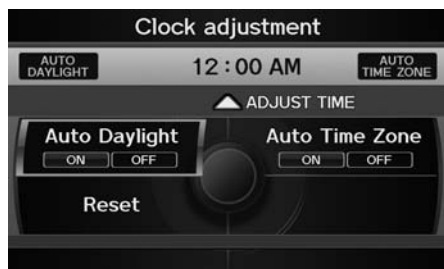 Clock adjustment
AUTO DAYLIGHT
12:00 AM
AUTO TIME ZONE
ADJUST TIME
Auto Daylight
ON OFF
Auto Time Zone
ON OFF
Reset